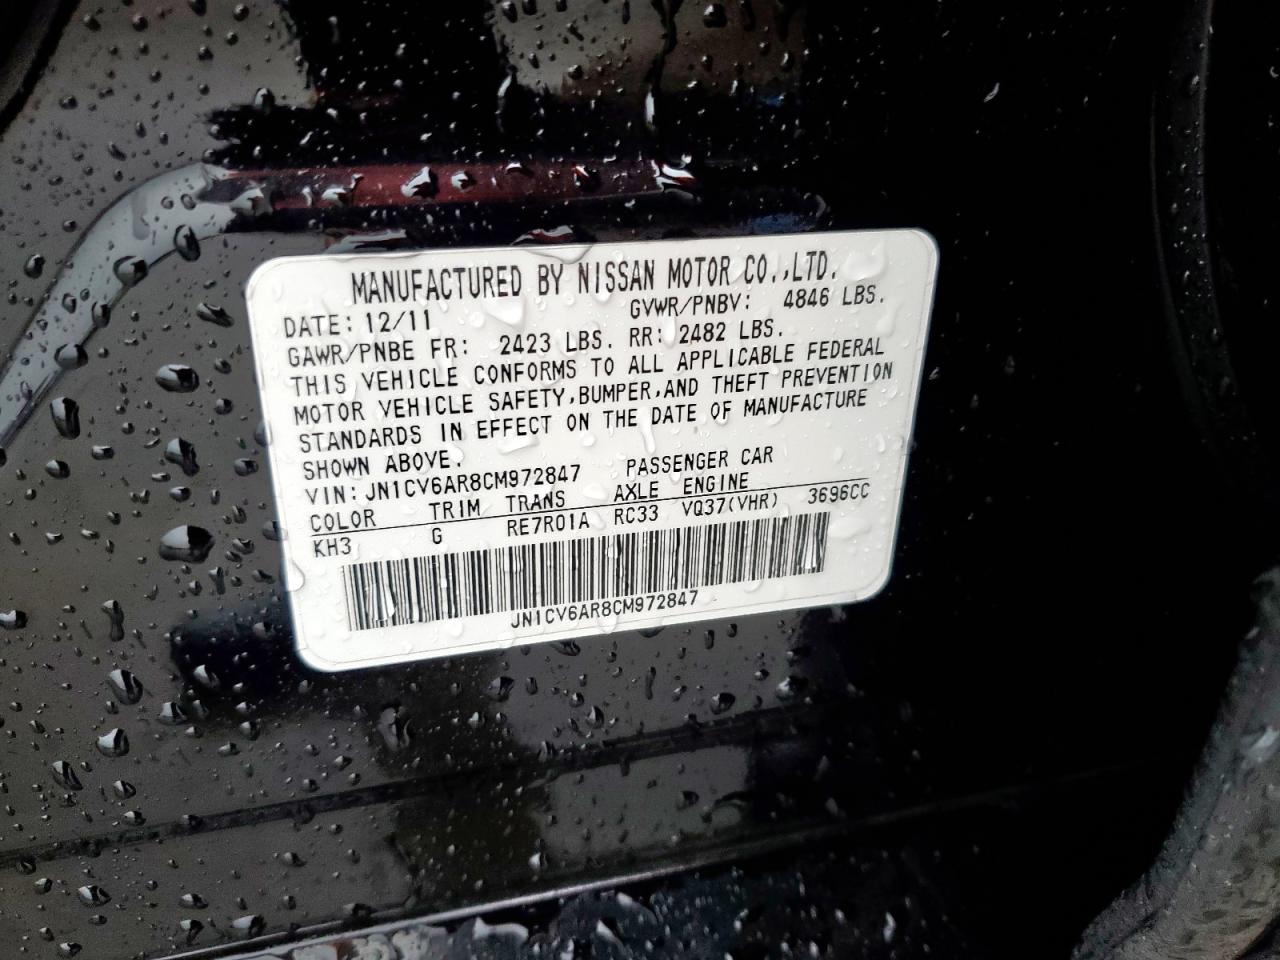 MANUFACTURED BY NISSAN MOTOR CO.,LTD.
DATE: 12/11 GVWR/PNBV: 4846 LBS.
GAWR/PNBE FR: 2423 LBS. RR: 2482 LBS.
THIS VEHICLE CONFORMS TO ALL APPLICABLE FEDERAL
MOTOR VEHICLE SAFETY,BUMPER,AND THEFT PREVENTION
STANDARDS IN EFFECT ON THE DATE OF MANUFACTURE
SHOWN ABOVE.
VIN: JN1CV6AR8CM972847 PASSENGER CAR
COLOR TRIM TRANS AXLE ENGINE
KH3 G RE7R01A RC33 VQ37(VHR) 3696CC
JN1CV6AR8CM972847